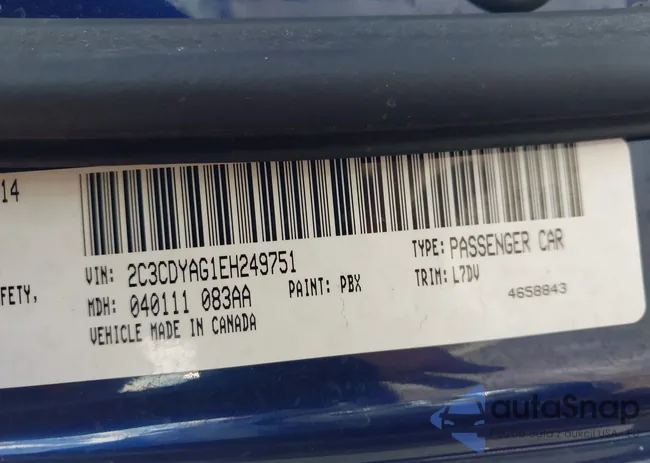 14
FETY,
VIN: 2C3CDYAG1EH249751
TYPE: PASSENGER CAR
MDH: 040111 083AA
PAINT: PBX
TRIM: L7DV
VEHICLE MADE IN CANADA
4658843
autaSnap